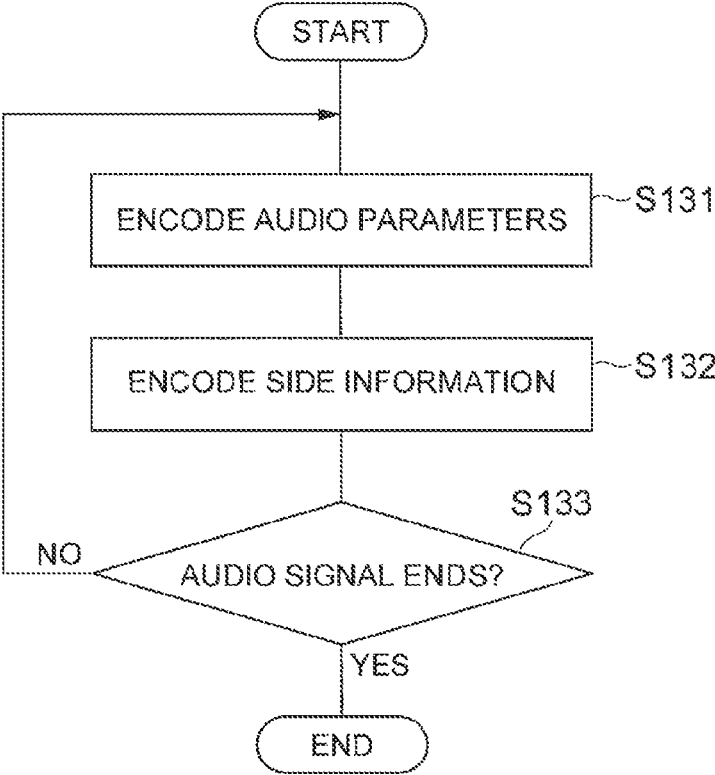 START
ENCODE AUDIO PARAMETERS
S131
ENCODE SIDE INFORMATION
S132
S133
AUDIO SIGNAL ENDS?
NO
YES
END